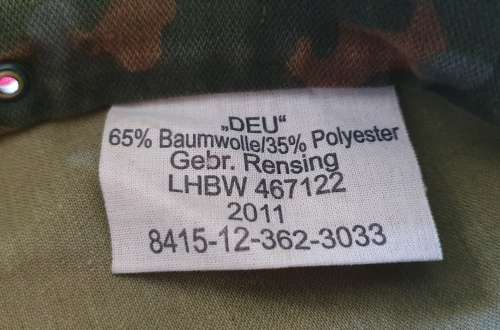 „DEU“
65% Baumwolle/35% Polyester
Gebr. Rensing
LHBW 467122
2011
8415-12-362-3033